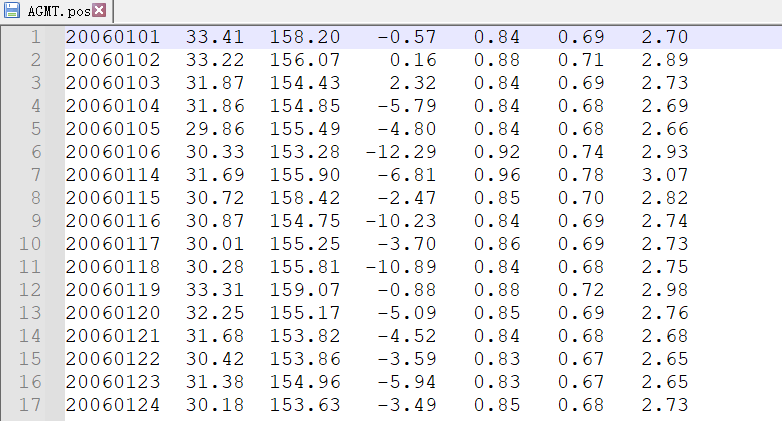 AGMT.pos
1 20060101 33.41 158.20 -0.57 0.84 0.69 2.70
2 20060102 33.22 156.07 0.16 0.88 0.71 2.89
3 20060103 31.87 154.43 2.32 0.84 0.69 2.73
4 20060104 31.86 154.85 -5.79 0.84 0.68 2.69
5 20060105 29.86 155.49 -4.80 0.84 0.68 2.66
6 20060106 30.33 153.28 -12.29 0.92 0.74 2.93
7 20060114 31.69 155.90 -6.81 0.96 0.78 3.07
8 20060115 30.72 158.42 -2.47 0.85 0.70 2.82
9 20060116 30.87 154.75 -10.23 0.84 0.69 2.74
10 20060117 30.01 155.25 -3.70 0.86 0.69 2.73
11 20060118 30.28 155.81 -10.89 0.84 0.68 2.75
12 20060119 33.31 159.07 -0.88 0.88 0.72 2.98
13 20060120 32.25 155.17 -5.09 0.85 0.69 2.76
14 20060121 31.68 153.82 -4.52 0.84 0.68 2.68
15 20060122 30.42 153.86 -3.59 0.83 0.67 2.65
16 20060123 31.38 154.96 -5.94 0.83 0.67 2.65
17 20060124 30.18 153.63 -3.49 0.85 0.68 2.73